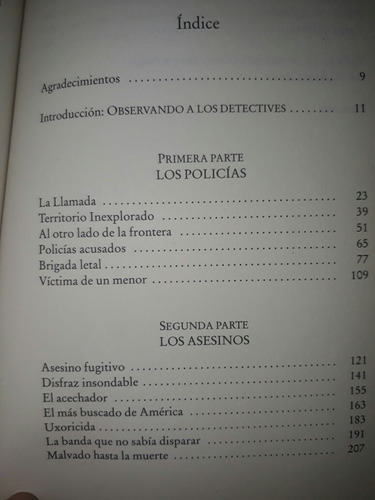 Índice
Agradecimientos ........ 9
Introducción: OBSERVANDO A LOS DETECTIVES ........ 11
PRIMERA PARTE
LOS POLICÍAS
La Llamada ........ 23
Territorio Inexplorado ........ 39
Al otro lado de la frontera ........ 51
Policías acusados ........ 65
Brigada letal ........ 77
Víctima de un menor ........ 109
SEGUNDA PARTE
LOS ASESINOS
Asesino fugitivo ........ 121
Disfraz insondable ........ 141
El acechador ........ 155
El más buscado de América ........ 163
Uxoricida ........ 183
La banda que no sabía disparar ........ 191
Malvado hasta la muerte ........ 207